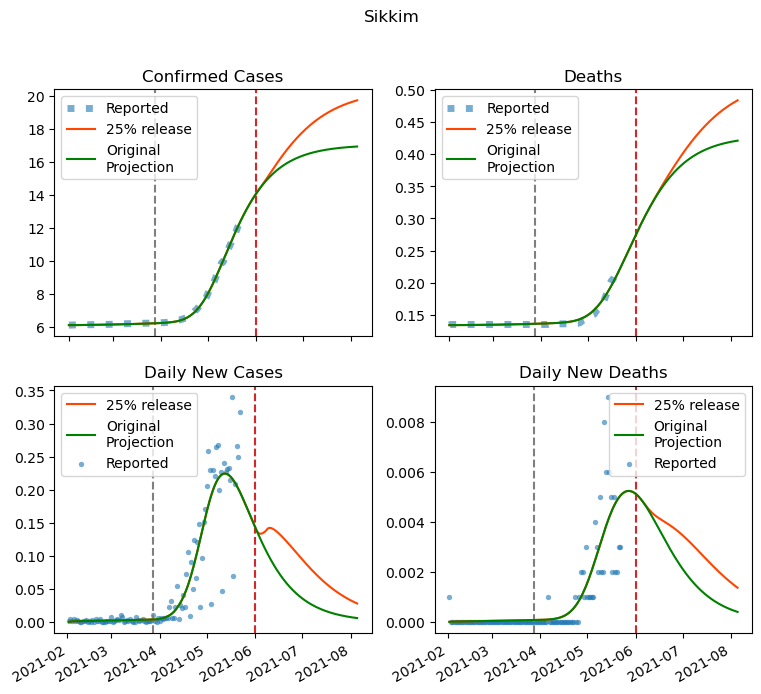 Sikkim
Confirmed Cases
Reported
25% release
Original
Projection
20
18
16
14
12
10
8
6
Deaths
Reported
25% release
Original
Projection
0.50
0.45
0.40
0.35
0.30
0.25
0.20
0.15
Daily New Cases
25% release
Original
Projection
Reported
0.35
0.30
0.25
0.20
0.15
0.10
0.05
0.00
2021-02
2021-03
2021-04
2021-05
2021-06
2021-07
2021-08
Daily New Deaths
25% release
Original
Projection
Reported
0.008
0.006
0.004
0.002
0.000
2021-02
2021-03
2021-04
2021-05
2021-06
2021-07
2021-08